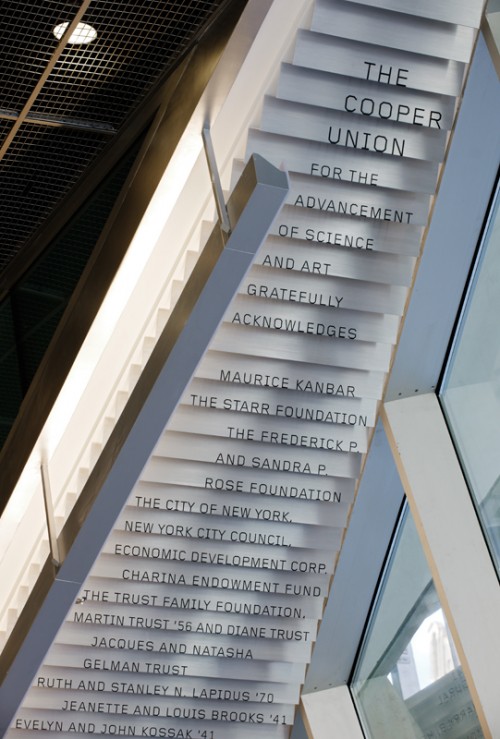 THE
COOPER
UNION
FOR THE
ADVANCEMENT
OF SCIENCE
AND ART
GRATEFULLY
ACKNOWLEDGES
MAURICE KANBAR
THE STARR FOUNDATION
THE FREDERICK P.
AND SANDRA P.
ROSE FOUNDATION
THE CITY OF NEW YORK,
NEW YORK CITY COUNCIL,
ECONOMIC DEVELOPMENT CORP.
CHARINA ENDOWMENT FUND
THE TRUST FAMILY FOUNDATION,
MARTIN TRUST '56 AND DIANE TRUST
JACQUES AND NATASHA
GELMAN TRUST
RUTH AND STANLEY N. LAPIDUS '70
JEANETTE AND LOUIS BROOKS '41
EVELYN AND JOHN KOSSAK '41